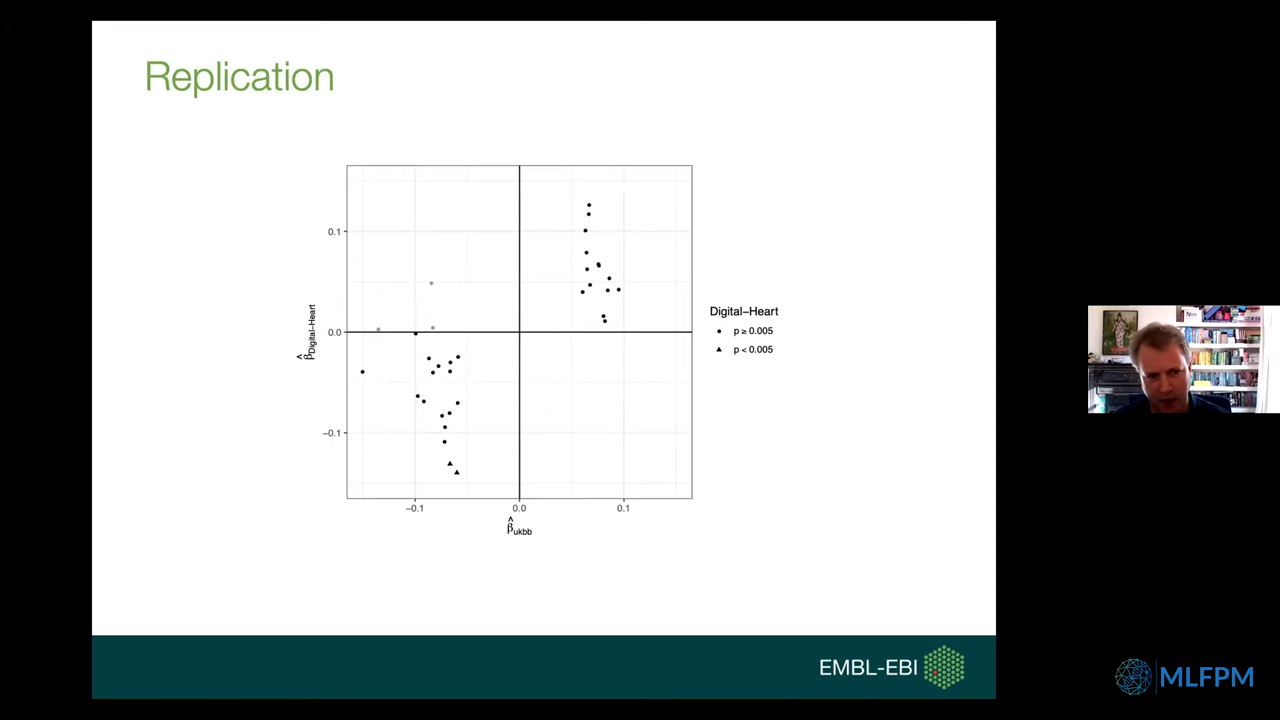 Replication
0.1
0.0
−0.1
β̂Digital−Heart
−0.1
0.0
0.1
β̂ukbb
Digital−Heart
p ≥ 0.005
p < 0.005
EMBL-EBI
MLFPM